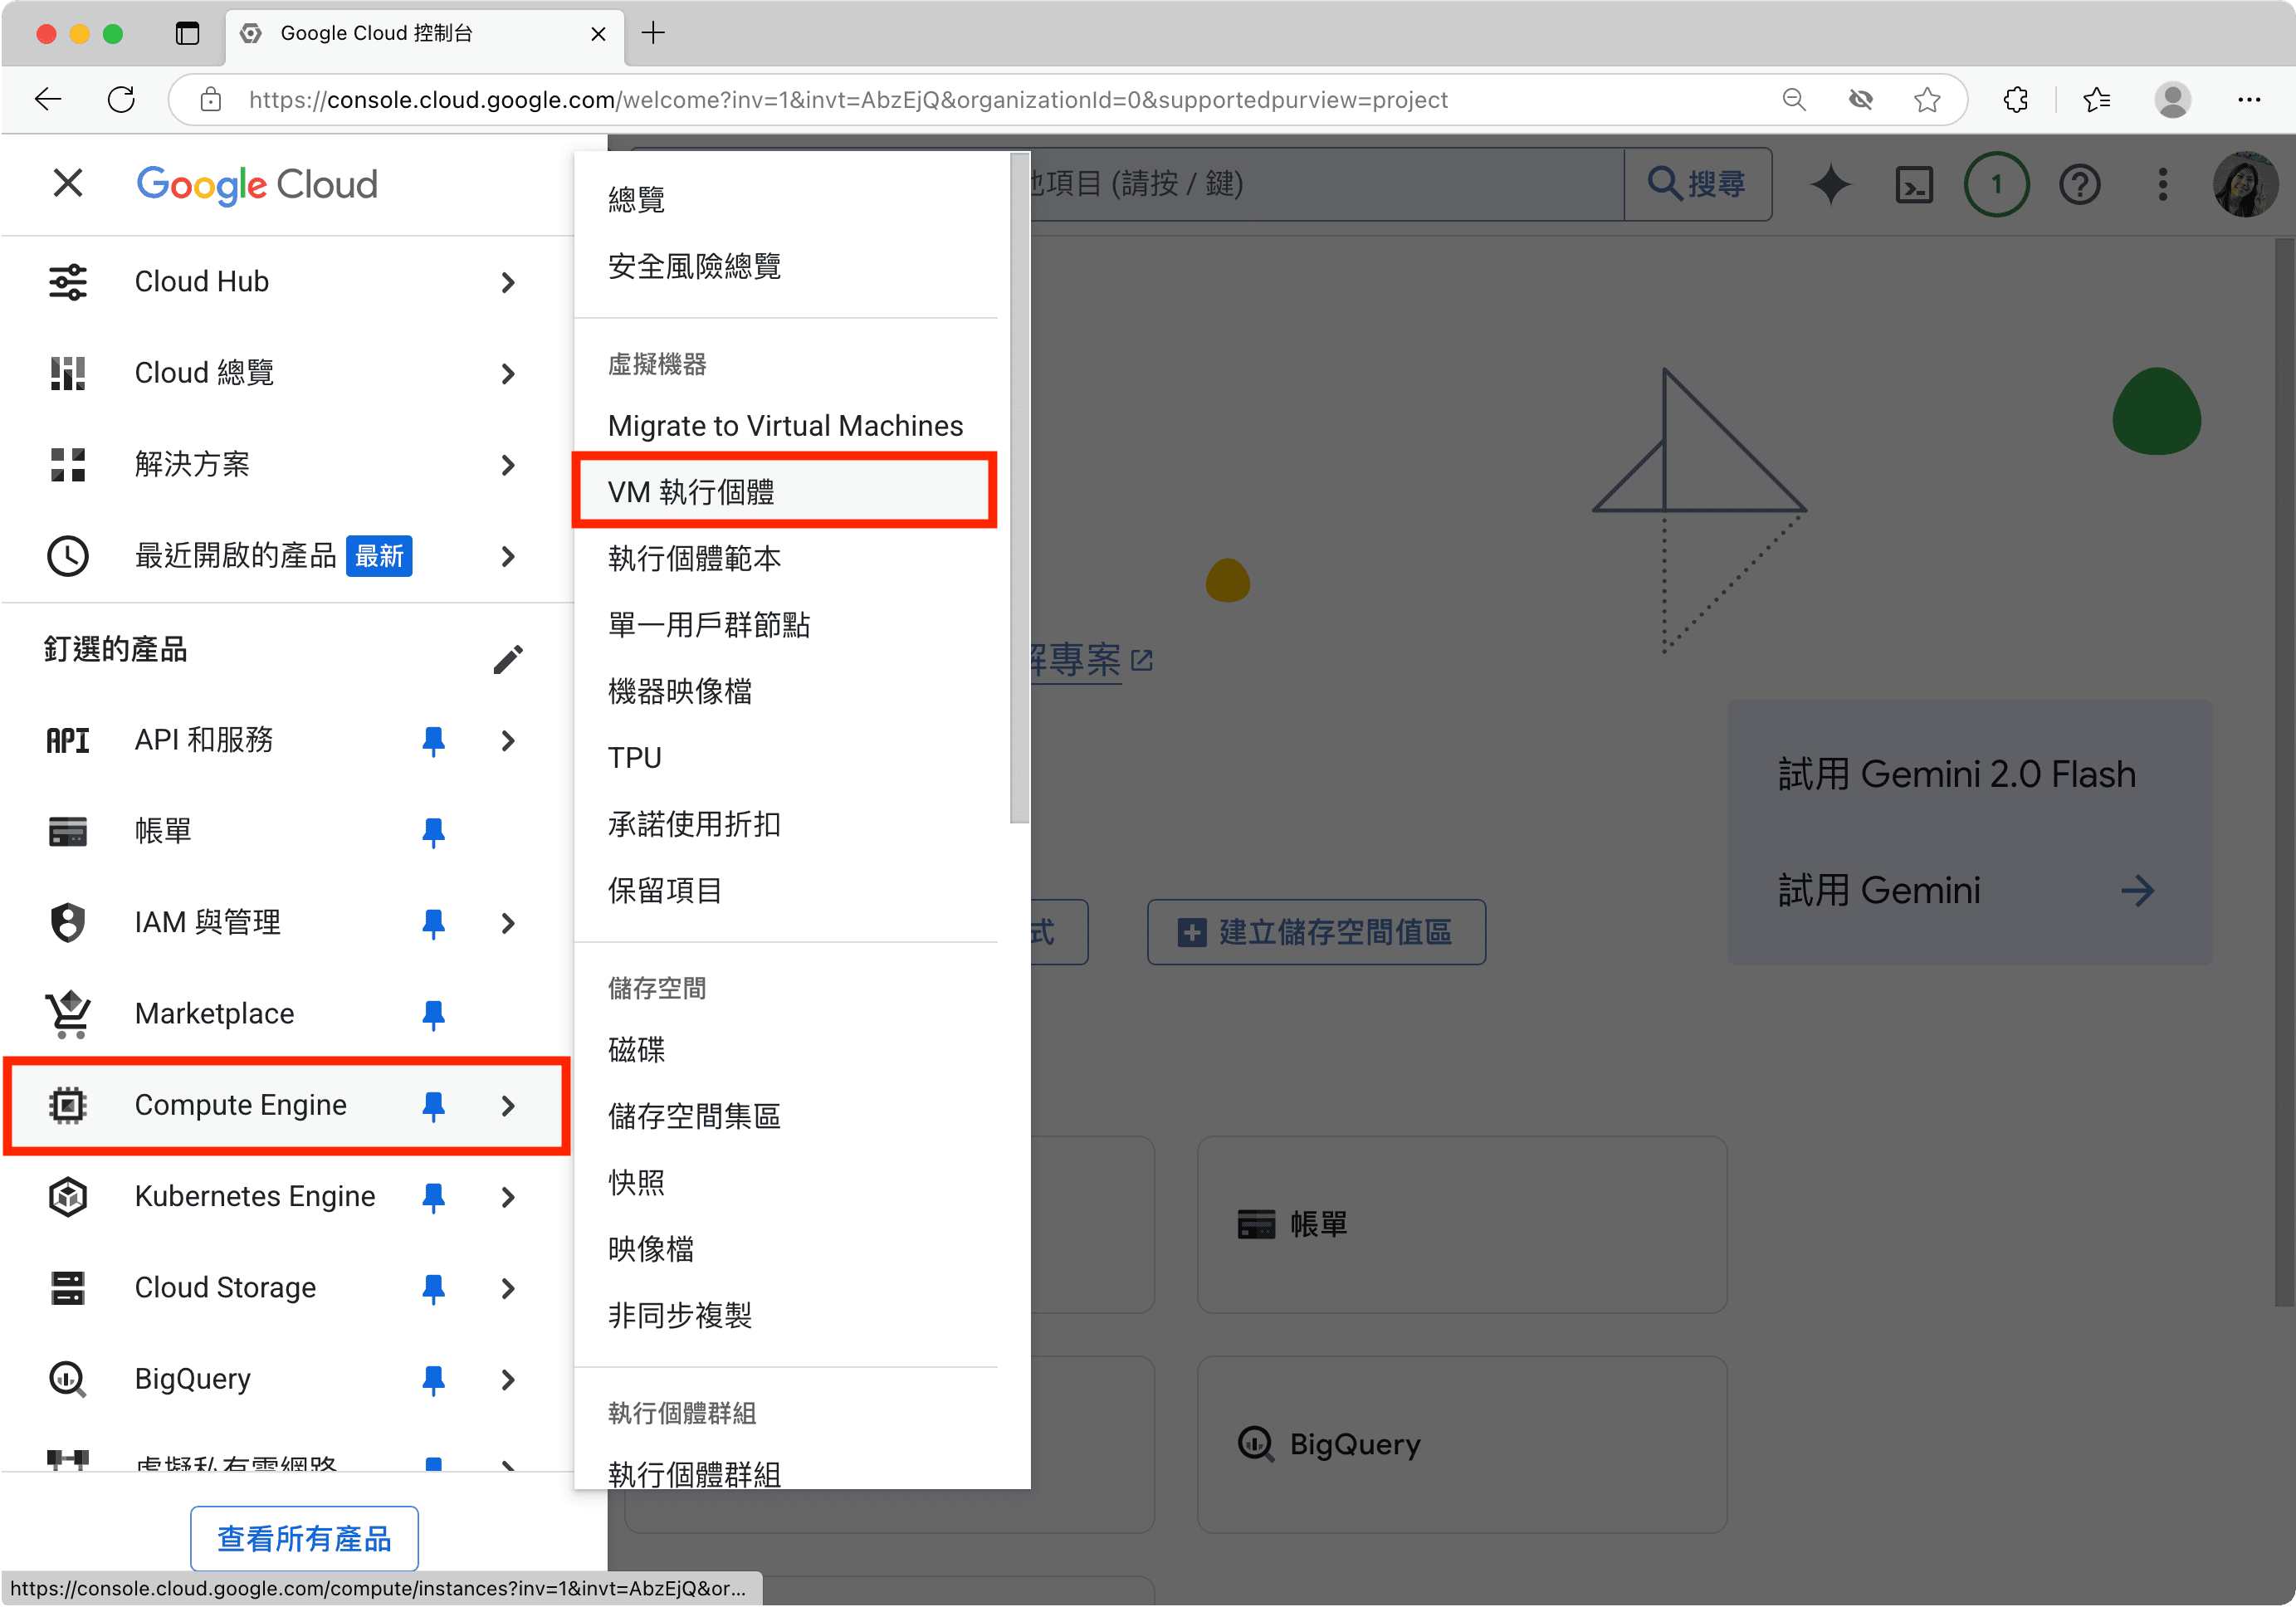 Google Cloud 控制台
https://console.cloud.google.com/welcome?inv=1&invt=AbzEjQ&organizationId=0&supportedpurview=project
Google Cloud
Cloud Hub
Cloud 總覽
解決方案
最近開啟的產品 最新
釘選的產品
API API 和服務
帳單
IAM 與管理
Marketplace
Compute Engine
Kubernetes Engine
Cloud Storage
BigQuery
虛擬私有雲網路
查看所有產品
https://console.cloud.google.com/compute/instances?inv=1&invt=AbzEjQ&or...
總覽
安全風險總覽
虛擬機器
Migrate to Virtual Machines
VM 執行個體
執行個體範本
單一用戶群節點
機器映像檔
TPU
承諾使用折扣
保留項目
儲存空間
磁碟
儲存空間集區
快照
映像檔
非同步複製
執行個體群組
執行個體群組
項目 (請按 / 鍵)
搜尋
1
專案
試用 Gemini 2.0 Flash
試用 Gemini
式
建立儲存空間值區
帳單
BigQuery